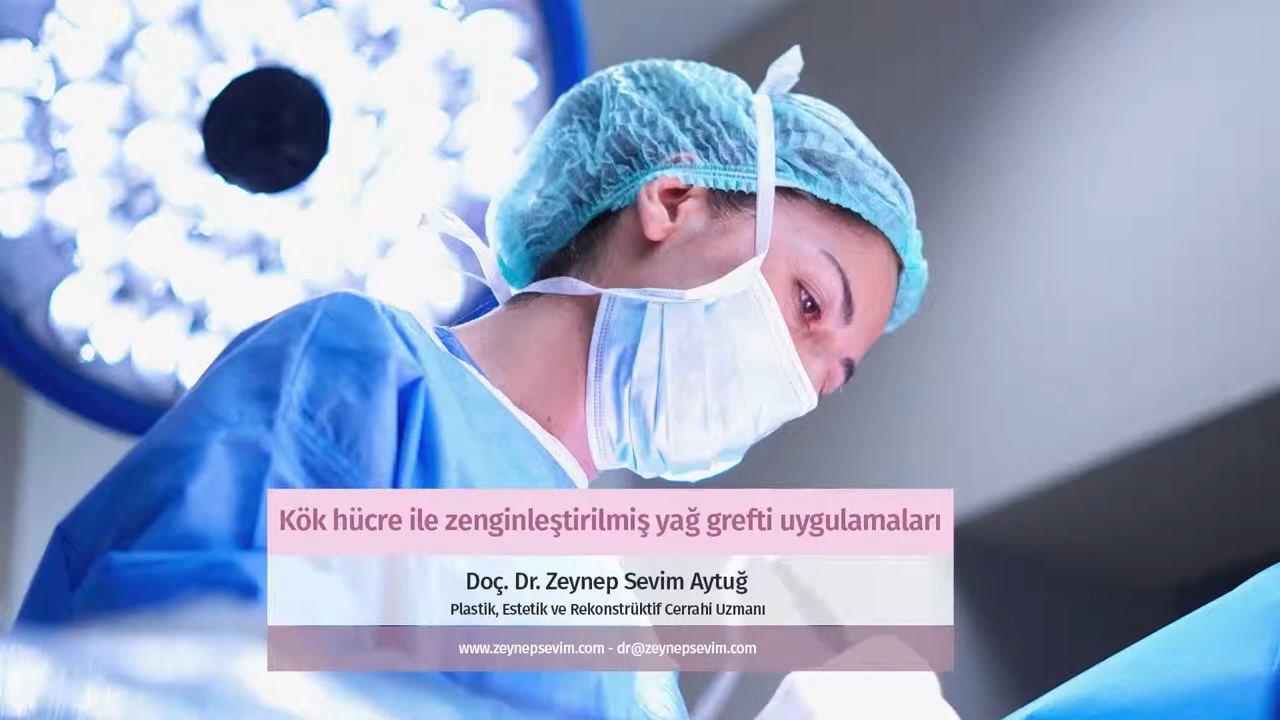 Kök hücre ile zenginleştirilmiş yağ grefti uygulamaları
Doç. Dr. Zeynep Sevim Aytuğ
Plastik, Estetik ve Rekonstrüktif Cerrahi Uzmanı
www.zeynepsevim.com - dr@zeynepsevim.com